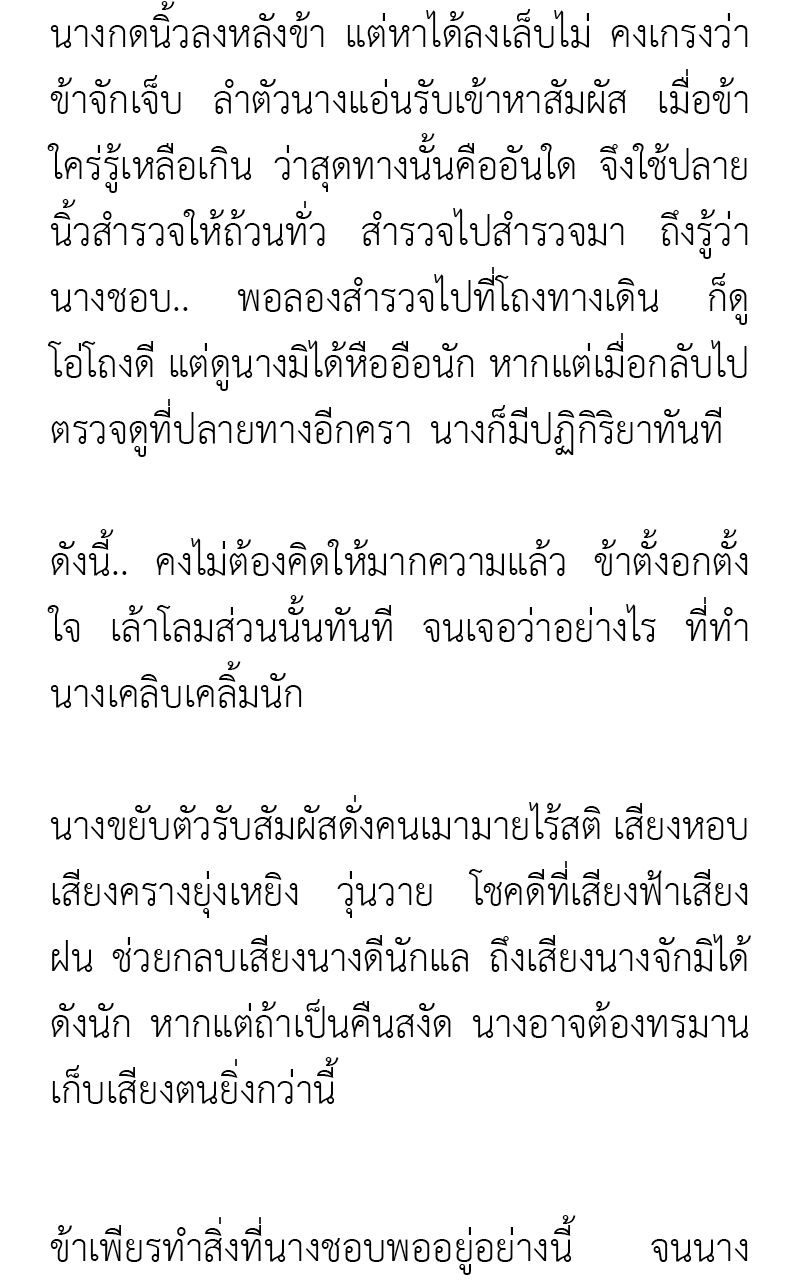 นางกดนิ้วลงหลังข้า แต่หาได้ลงเล็บไม่ คงเกรงว่า
ข้าจักเจ็บ ลำตัวนางแอ่นรับเข้าหาสัมผัส เมื่อข้า
ใคร่รู้เหลือเกิน ว่าสุดทางนั้นคืออันใด จึงใช้ปลาย
นิ้วสำรวจให้ถ้วนทั่ว สำรวจไปสำรวจมา ถึงรู้ว่า
นางชอบ.. พอลองสำรวจไปที่โถงทางเดิน ก็ดู
โอ่โถงดี แต่ดูนางมิได้หืออือนัก หากแต่เมื่อกลับไป
ตรวจดูที่ปลายทางอีกครา นางก็มีปฏิกิริยาทันที
ดังนี้.. คงไม่ต้องคิดให้มากความแล้ว ข้าตั้งอกตั้ง
ใจ เล้าโลมส่วนนั้นทันที จนเจอว่าอย่างไร ที่ทำ
นางเคลิบเคลิ้มนัก
นางขยับตัวรับสัมผัสดั่งคนเมามายไร้สติ เสียงหอบ
เสียงครางยุ่งเหยิง วุ่นวาย โชคดีที่เสียงฟ้าเสียง
ฝน ช่วยกลบเสียงนางดีนักแล ถึงเสียงนางจักมิได้
ดังนัก หากแต่ถ้าเป็นคืนสงัด นางอาจต้องทรมาน
เก็บเสียงตนยิ่งกว่านี้
ข้าเพียรทำสิ่งที่นางชอบพออยู่อย่างนี้ จนนาง